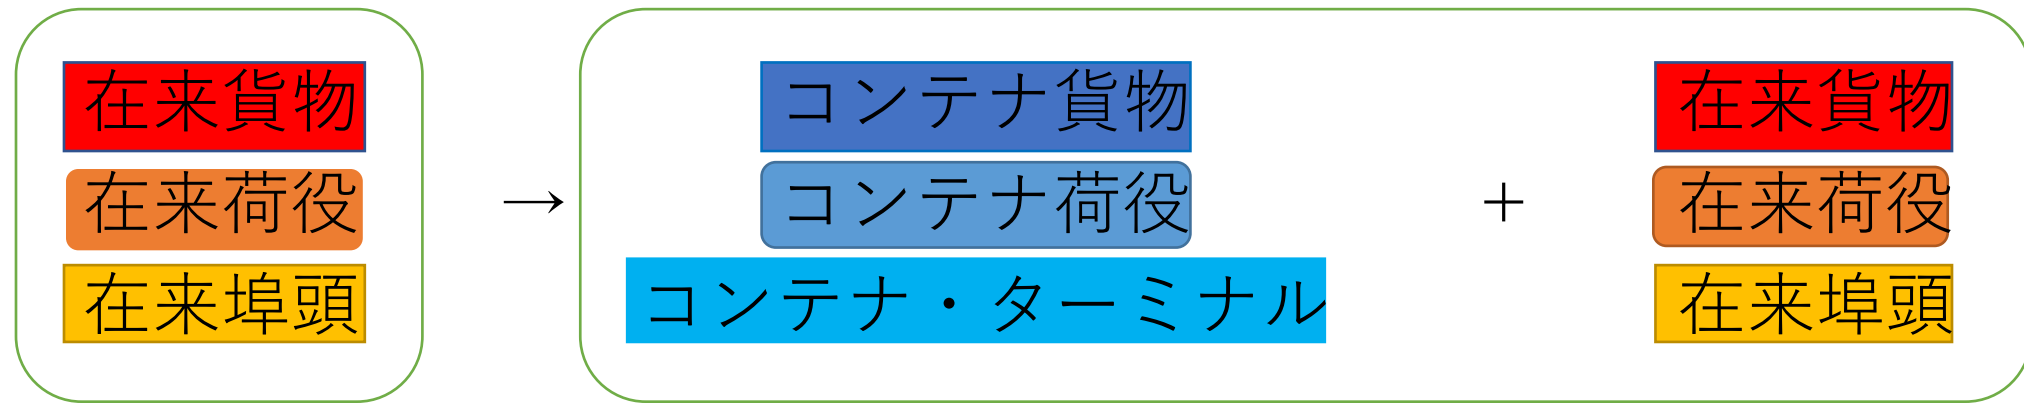 在来貨物
在来荷役
在来埠頭
→
コンテナ貨物
コンテナ荷役
コンテナ・ターミナル
+
在来貨物
在来荷役
在来埠頭